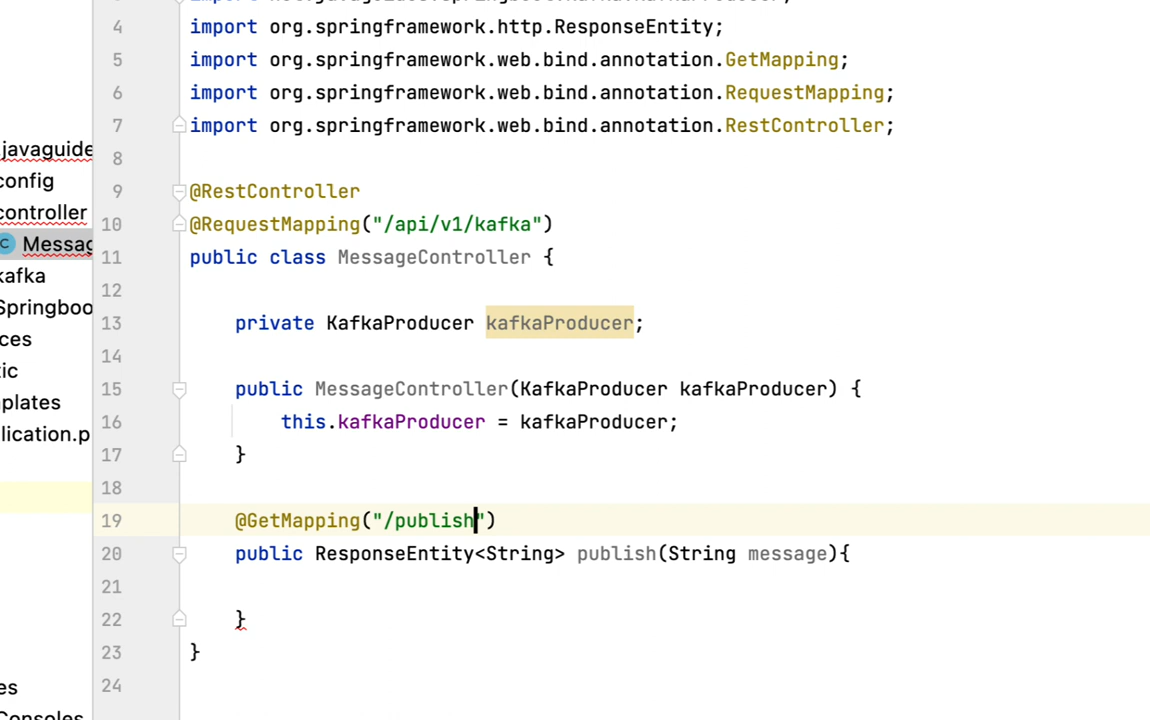 4 import org.springframework.http.ResponseEntity;
5 import org.springframework.web.bind.annotation.GetMapping;
6 import org.springframework.web.bind.annotation.RequestMapping;
javaguide
7 import org.springframework.web.bind.annotation.RestController;
8
config
9 @RestController
controller
10 @RequestMapping("/api/v1/kafka")
C Messag
11 public class MessageController {
kafka
12
Springboo
13 private KafkaProducer kafkaProducer;
ces
14
tic
15 public MessageController(KafkaProducer kafkaProducer) {
plates
16 this.kafkaProducer = kafkaProducer;
lication.p
17 }
18
19 @GetMapping("/publish")
20 public ResponseEntity<String> publish(String message){
21
22 }
23 }
24
es
Consoles